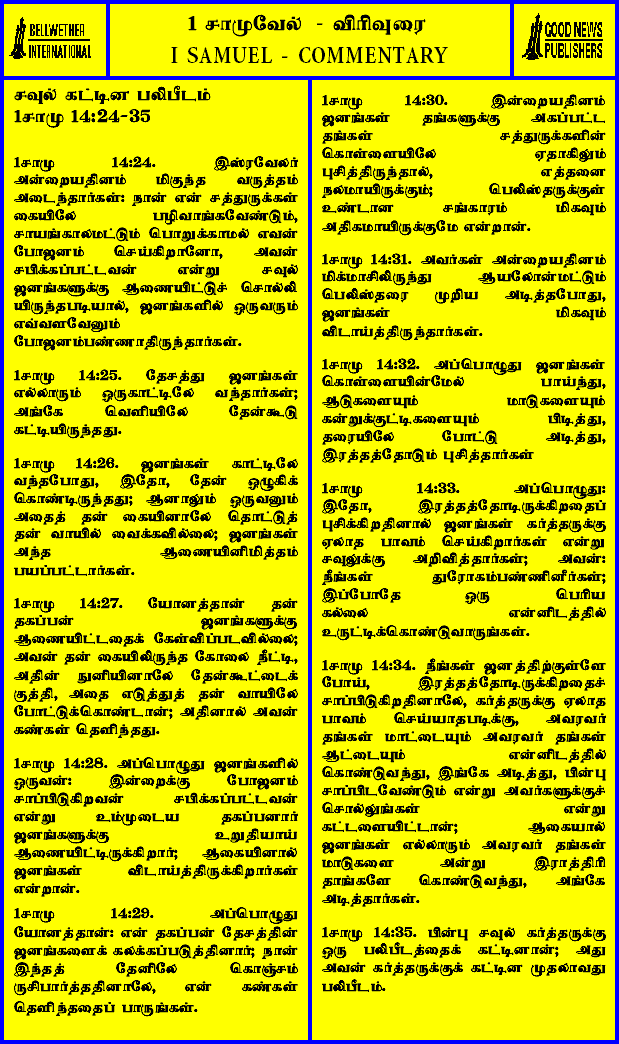 BELLWETHER
INTERNATIONAL
1 சாமுவேல் - விரிவுரை
I SAMUEL - COMMENTARY
GOOD NEWS
PUBLISHERS
சவுல் கட்டின பலிபீடம்
1சாமு 14:24-35
1சாமு 14:24. இஸ்ரவேலர்
அன்றையதினம் மிகுந்த வருத்தம்
அடைந்தார்கள்: நான் என் சத்துருக்கள்
கையிலே பழிவாங்கவேண்டும்,
சாயங்கால்மட்டும் பொறுக்காமல் எவன்
போஜனம் செய்கிறானோ, அவன்
சபிக்கப்பட்டவன் என்று சவுல்
ஜனங்களுக்கு ஆணையிட்டுச் சொல்லி
யிருந்தபடியால், ஜனங்களில் ஒருவரும்
எவ்வளவேனும்
போஜனம்பண்ணாதிருந்தார்கள்.
1சாமு 14:25. தேசத்து ஜனங்கள்
எல்லாரும் ஒருகாட்டிலே வந்தார்கள்;
அங்கே வெளியிலே தேன்கூடு
கட்டியிருந்தது.
1சாமு 14:26. ஜனங்கள் காட்டிலே
வந்தபோது, இதோ, தேன் ஒழுகிக்
கொண்டிருந்தது; ஆனாலும் ஒருவனும்
அதைத் தன் கையினாலே தொட்டுத்
தன் வாயில் வைக்கவில்லை; ஜனங்கள்
அந்த ஆணையினிமித்தம்
பயப்பட்டார்கள்.
1சாமு 14:27. யோனத்தான் தன்
தகப்பன் ஜனங்களுக்கு
ஆணையிட்டதைக் கேள்விப்படவில்லை;
அவன் தன் கையிலிருந்த கோலை நீட்டி,
அதின் நுனியினாலே தேன்கூட்டைக்
குத்தி, அதை எடுத்துத் தன் வாயிலே
போட்டுக்கொண்டான்; அதினால் அவன்
கண்கள் தெளிந்தது.
1சாமு 14:28. அப்பொழுது ஜனங்களில்
ஒருவன்: இன்றைக்கு போஜனம்
சாப்பிடுகிறவன் சபிக்கப்பட்டவன்
என்று உம்முடைய தகப்பனார்
ஜனங்களுக்கு உறுதியாய்
ஆணையிட்டிருக்கிறார்; ஆகையினால்
ஜனங்கள் விடாய்த்திருக்கிறார்கள்
என்றான்.
1சாமு 14:29. அப்பொழுது
யோனத்தான்: என் தகப்பன் தேசத்தின்
ஜனங்களைக் கலக்கப்படுத்தினார்; நான்
இந்தத் தேனிலே கொஞ்சம்
ருசிபார்த்ததினாலே, என் கண்கள்
தெளிந்ததைப் பாருங்கள்.
1சாமு 14:30. இன்றையதினம்
ஜனங்கள் தங்களுக்கு அகப்பட்ட
தங்கள் சத்துருக்களின்
கொள்ளையிலே ஏதாகிலும்
புசித்திருந்தால், எத்தனை
நலமாயிருக்கும்; பெலிஸ்தருக்குள்
உண்டான சங்காரம் மிகவும்
அதிகமாயிருக்குமே என்றான்.
1சாமு 14:31. அவர்கள் அன்றையதினம்
மிக்மாசிலிருந்து ஆயலோன்மட்டும்
பெலிஸ்தரை முறிய அடித்தபோது,
ஜனங்கள் மிகவும்
விடாய்த்திருந்தார்கள்.
1சாமு 14:32. அப்பொழுது ஜனங்கள்
கொள்ளையின்மேல் பாய்ந்து,
ஆடுகளையும் மாடுகளையும்
கன்றுக்குட்டிகளையும் பிடித்து,
தரையிலே போட்டு அடித்து,
இரத்தத்தோடும் புசித்தார்கள்
1சாமு 14:33. அப்பொழுது:
இதோ, இரத்தத்தோடிருக்கிறதைப்
புசிக்கிறதினால் ஜனங்கள் கர்த்தருக்கு
ஏலாத பாவம் செய்கிறார்கள் என்று
சவுலுக்கு அறிவித்தார்கள்; அவன்:
நீங்கள் துரோகம்பண்ணினீர்கள்;
இப்போதே ஒரு பெரிய
கல்லை என்னிடத்தில்
உருட்டிக்கொண்டுவாருங்கள்.
1சாமு 14:34. நீங்கள் ஜனத்திற்குள்ளே
போய், இரத்தத்தோடிருக்கிறதைச்
சாப்பிடுகிறதினாலே, கர்த்தருக்கு ஏலாத
பாவம் செய்யாதபடிக்கு, அவரவர்
தங்கள் மாட்டையும் அவரவர் தங்கள்
ஆட்டையும் என்னிடத்தில்
கொண்டுவந்து, இங்கே அடித்து, பின்பு
சாப்பிடவேண்டும் என்று அவர்களுக்குச்
சொல்லுங்கள் என்று
கட்டளையிட்டான்; ஆகையால்
ஜனங்கள் எல்லாரும் அவரவர் தங்கள்
மாடுகளை அன்று இராத்திரி
தாங்களே கொண்டுவந்து, அங்கே
அடித்தார்கள்.
1சாமு 14:35. பின்பு சவுல் கர்த்தருக்கு
ஒரு பலிபீடத்தைக் கட்டினான்; அது
அவன் கர்த்தருக்குக் கட்டின முதலாவது
பலிபீடம்.